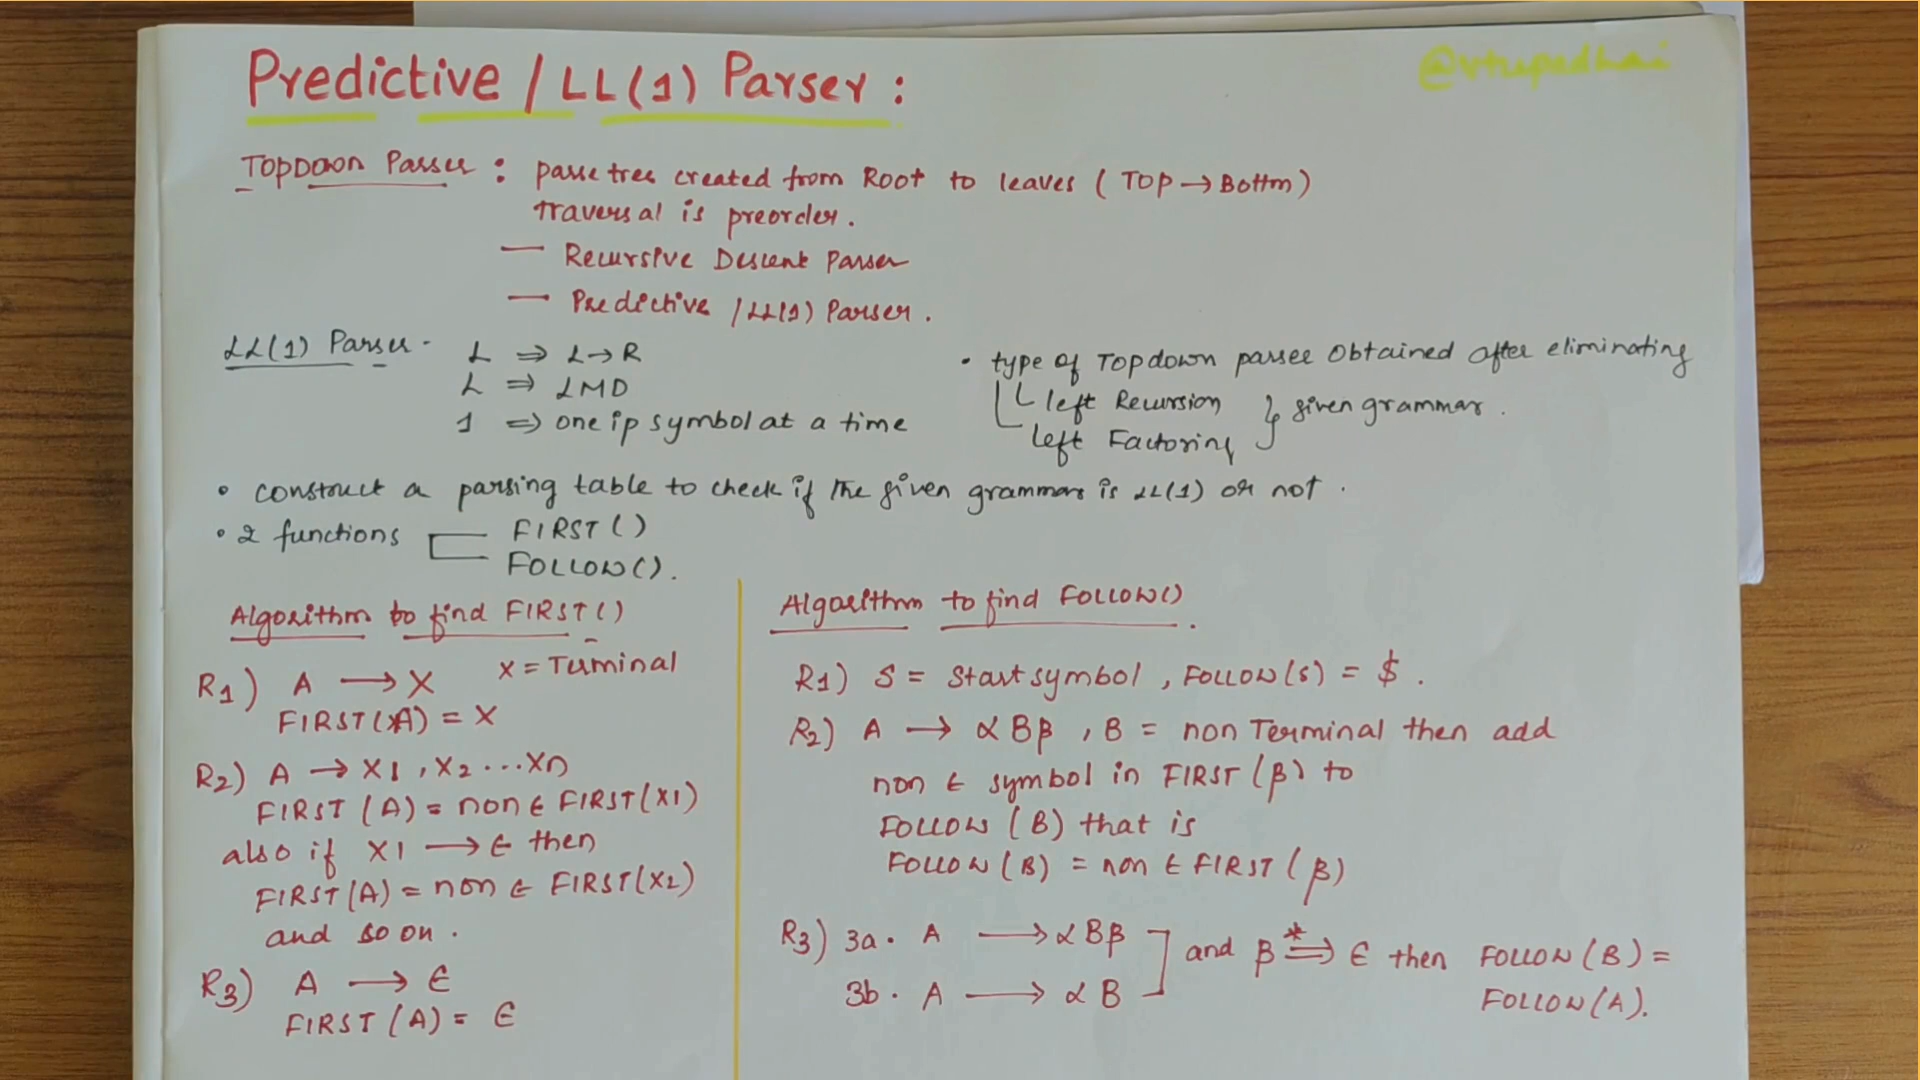 Predictive / LL(1) Parser :
@vtupadhai
Topdown Parser : parse tree created from Root to leaves ( TOP → Bottm )
traversal is preorder.
— Recursive Descent Parser
— Predictive / LL(1) Parser .
LL(1) Parser - L ⇒ L → R
L ⇒ LMD
1 ⇒ one ip symbol at a time
• type of Topdown parser Obtained after eliminating
left Recursion } given grammar .
left Factoring
• construct a parsing table to check if the given grammar is LL(1) or not .
• 2 functions FIRST ( )
FOLLOW ( ) .
Algorithm to find FIRST ( )
R1 ) A → X X = Terminal
FIRST (A) = X
R2) A → X1 , X2 ... Xn
FIRST (A) = non ϵ FIRST (X1)
also if X1 → ϵ then
FIRST (A) = non ϵ FIRST (X2)
and so on .
R3) A → ϵ
FIRST (A) = ϵ
Algorithm to find FOLLOW( ) .
R1) S = Start symbol , FOLLOW (S) = $ .
R2) A → α B β , B = non Terminal then add
non ϵ symbol in FIRST (β) to
FOLLOW (B) that is
FOLLOW (B) = non ϵ FIRST (β)
R3) 3a . A → α B β ] and β *⇒ ϵ then FOLLOW (B) =
3b . A → α B FOLLOW (A).